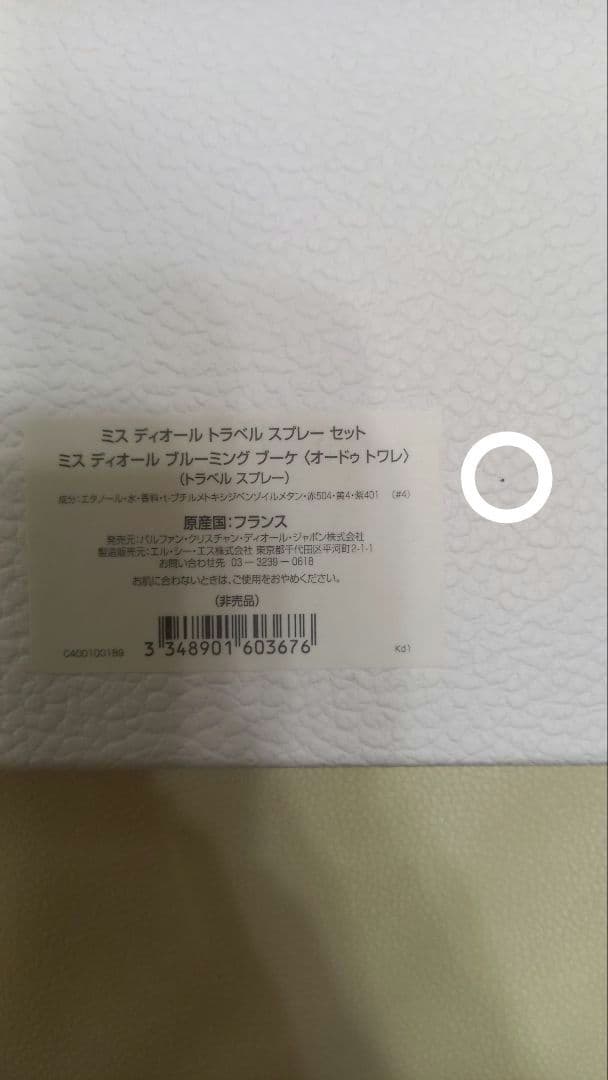 ミス ディオール トラベル スプレー セット
ミス ディオール ブルーミング ブーケ〈オードゥ トワレ〉
(トラベル スプレー)
成分:エタノール・水・香料・t-ブチルメトキシジベンゾイルメタン・赤504・黄4・紫401 (#4)
原産国:フランス
発売元:パルファン・クリスチャン・ディオール・ジャポン株式会社
製造販売元:エル・シー・エス株式会社 東京都千代田区平河町2-1-1
お問い合わせ先 03-3239-0618
お肌に合わないときは、ご使用をおやめください。
(非売品)
C400100189 3 348901 603676 Kd1